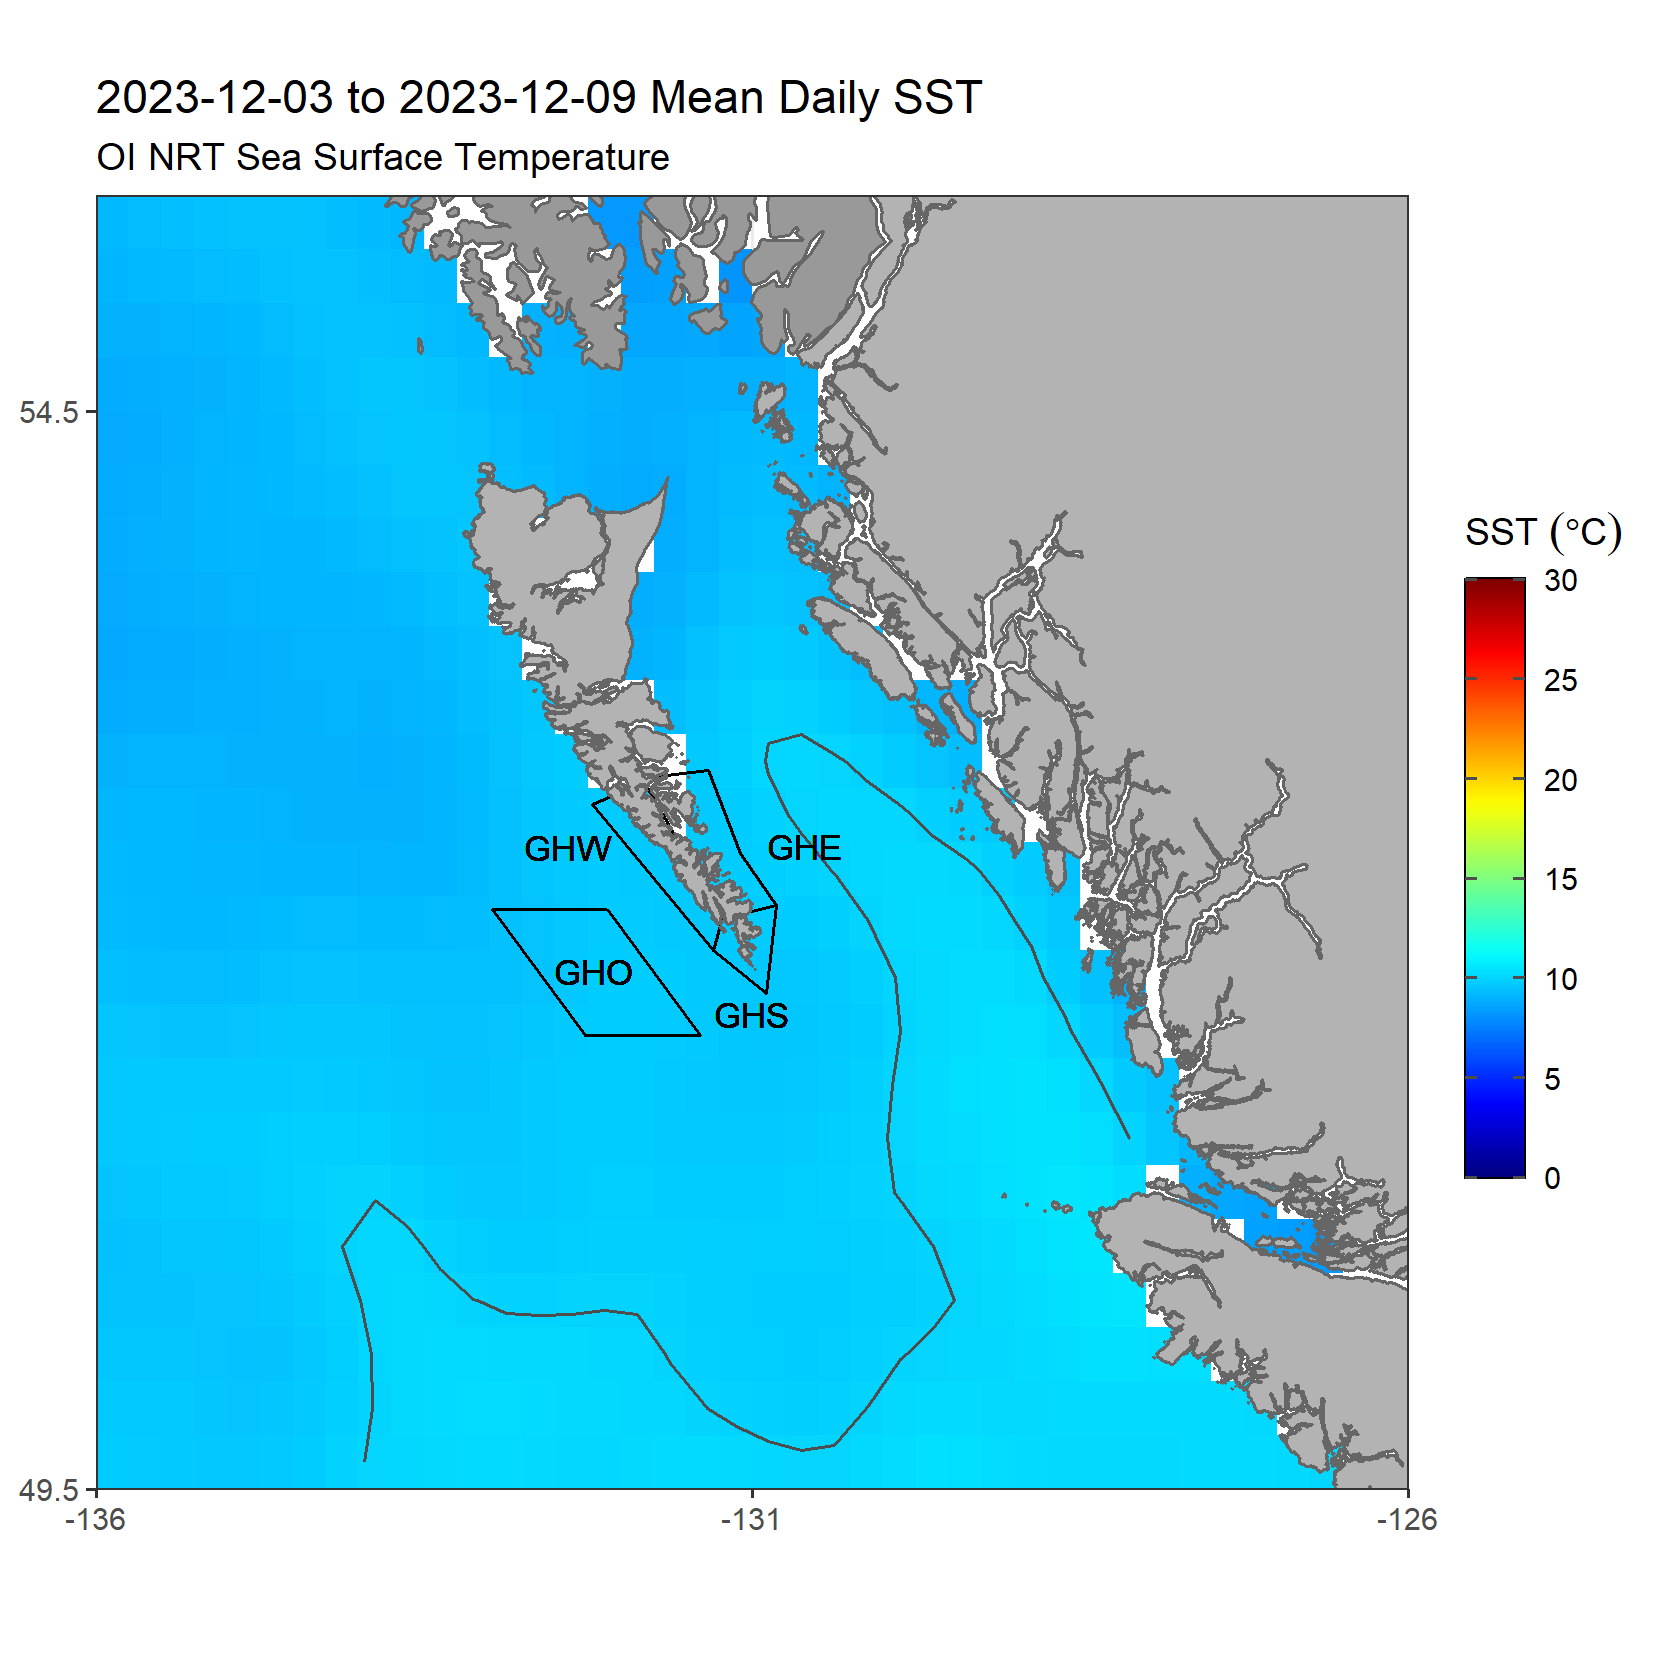 2023-12-03 to 2023-12-09 Mean Daily SST
OI NRT Sea Surface Temperature
54.5
49.5
-136
-131
-126
GHW
GHE
GHO
GHS
SST (°C)
30
25
20
15
10
5
0